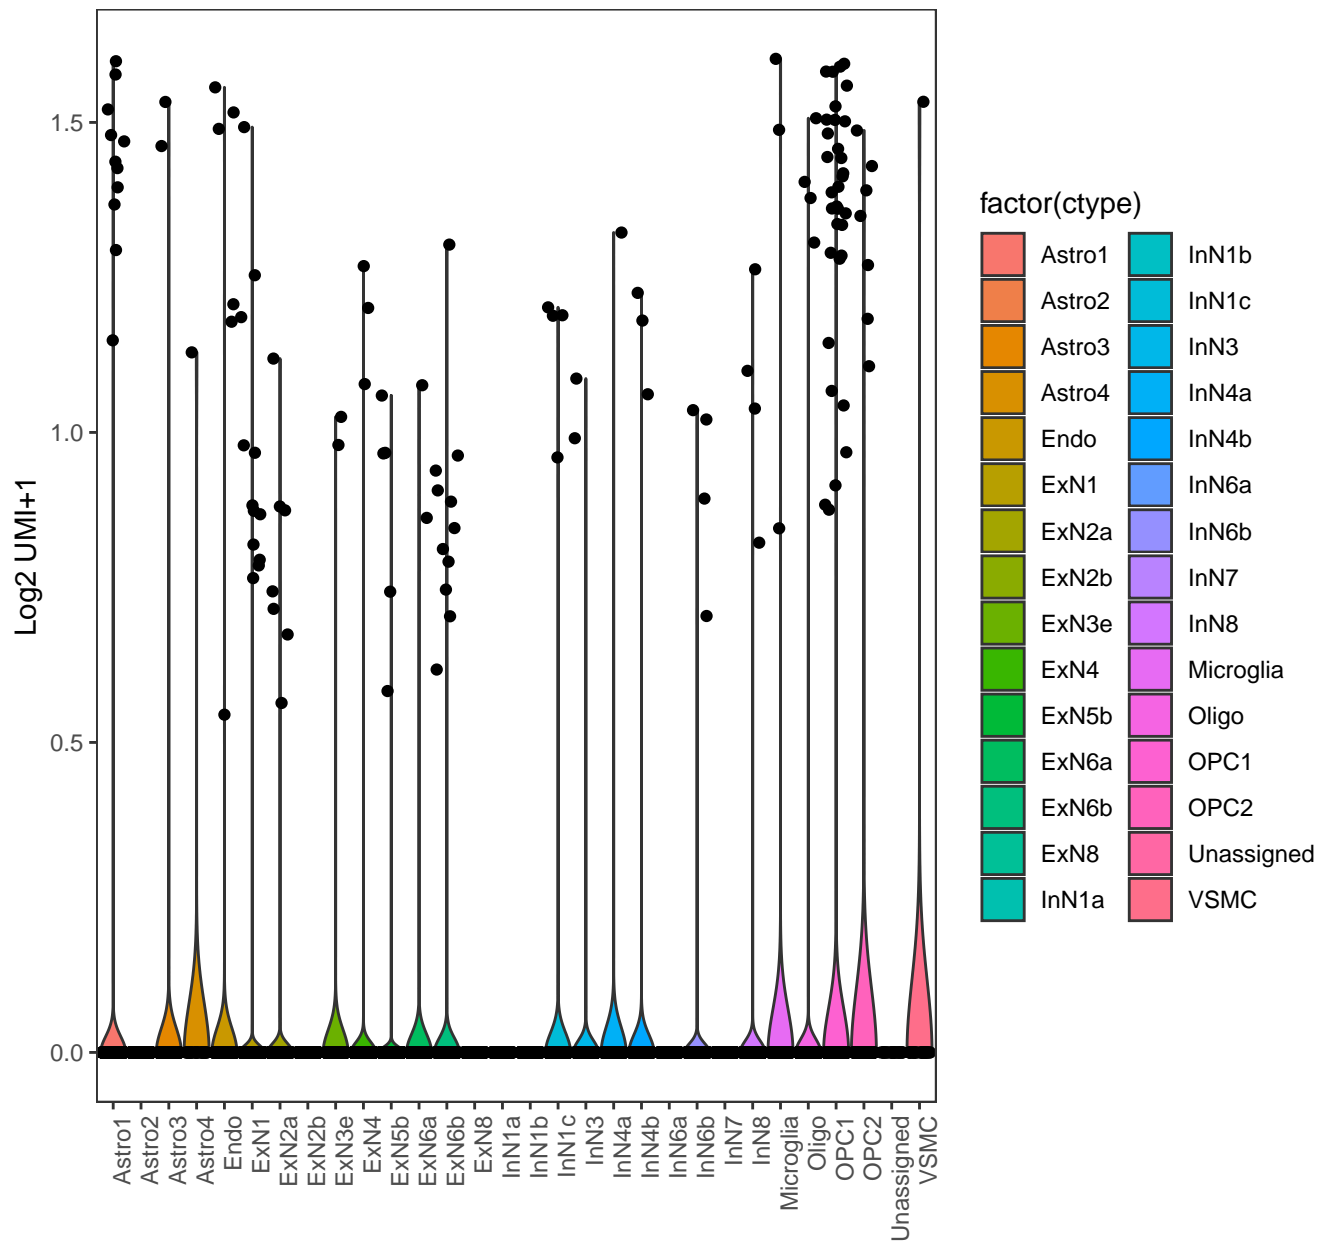 Log2 UMI+1
1.5
1.0
0.5
0.0
Astro1
Astro2
Astro3
Astro4
Endo
ExN1
ExN2a
ExN2b
ExN3e
ExN4
ExN5b
ExN6a
ExN6b
ExN8
InN1a
InN1b
InN1c
InN3
InN4a
InN4b
InN6a
InN6b
InN7
InN8
Microglia
Oligo
OPC1
OPC2
Unassigned
VSMC
factor(ctype)
Astro1
Astro2
Astro3
Astro4
Endo
ExN1
ExN2a
ExN2b
ExN3e
ExN4
ExN5b
ExN6a
ExN6b
ExN8
InN1a
InN1b
InN1c
InN3
InN4a
InN4b
InN6a
InN6b
InN7
InN8
Microglia
Oligo
OPC1
OPC2
Unassigned
VSMC